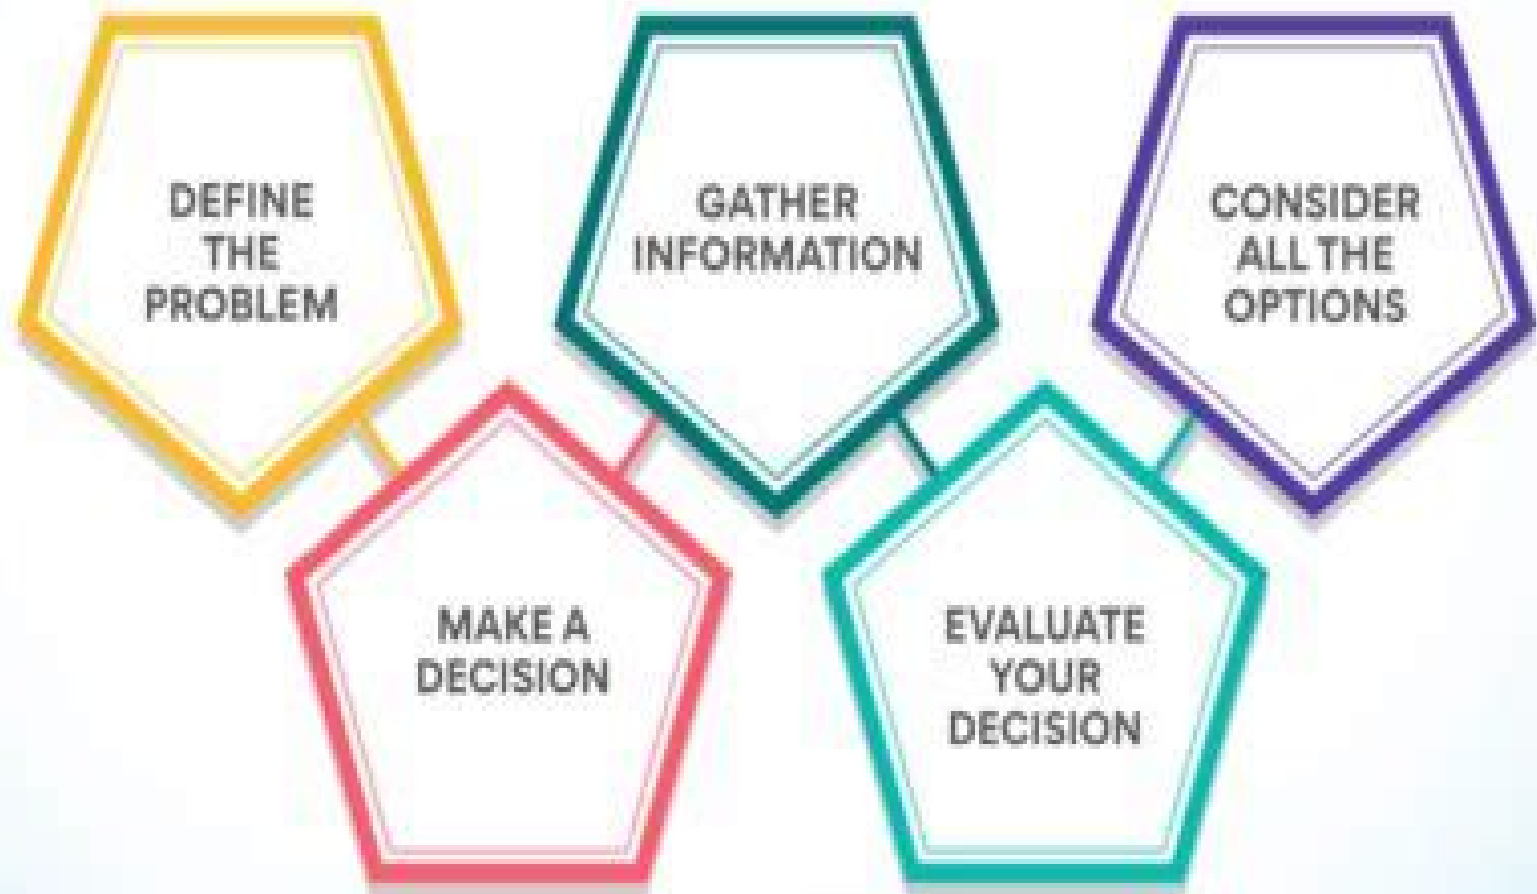 DEFINE
THE
PROBLEM
GATHER
INFORMATION
CONSIDER
ALL THE
OPTIONS
MAKE A
DECISION
EVALUATE
YOUR
DECISION